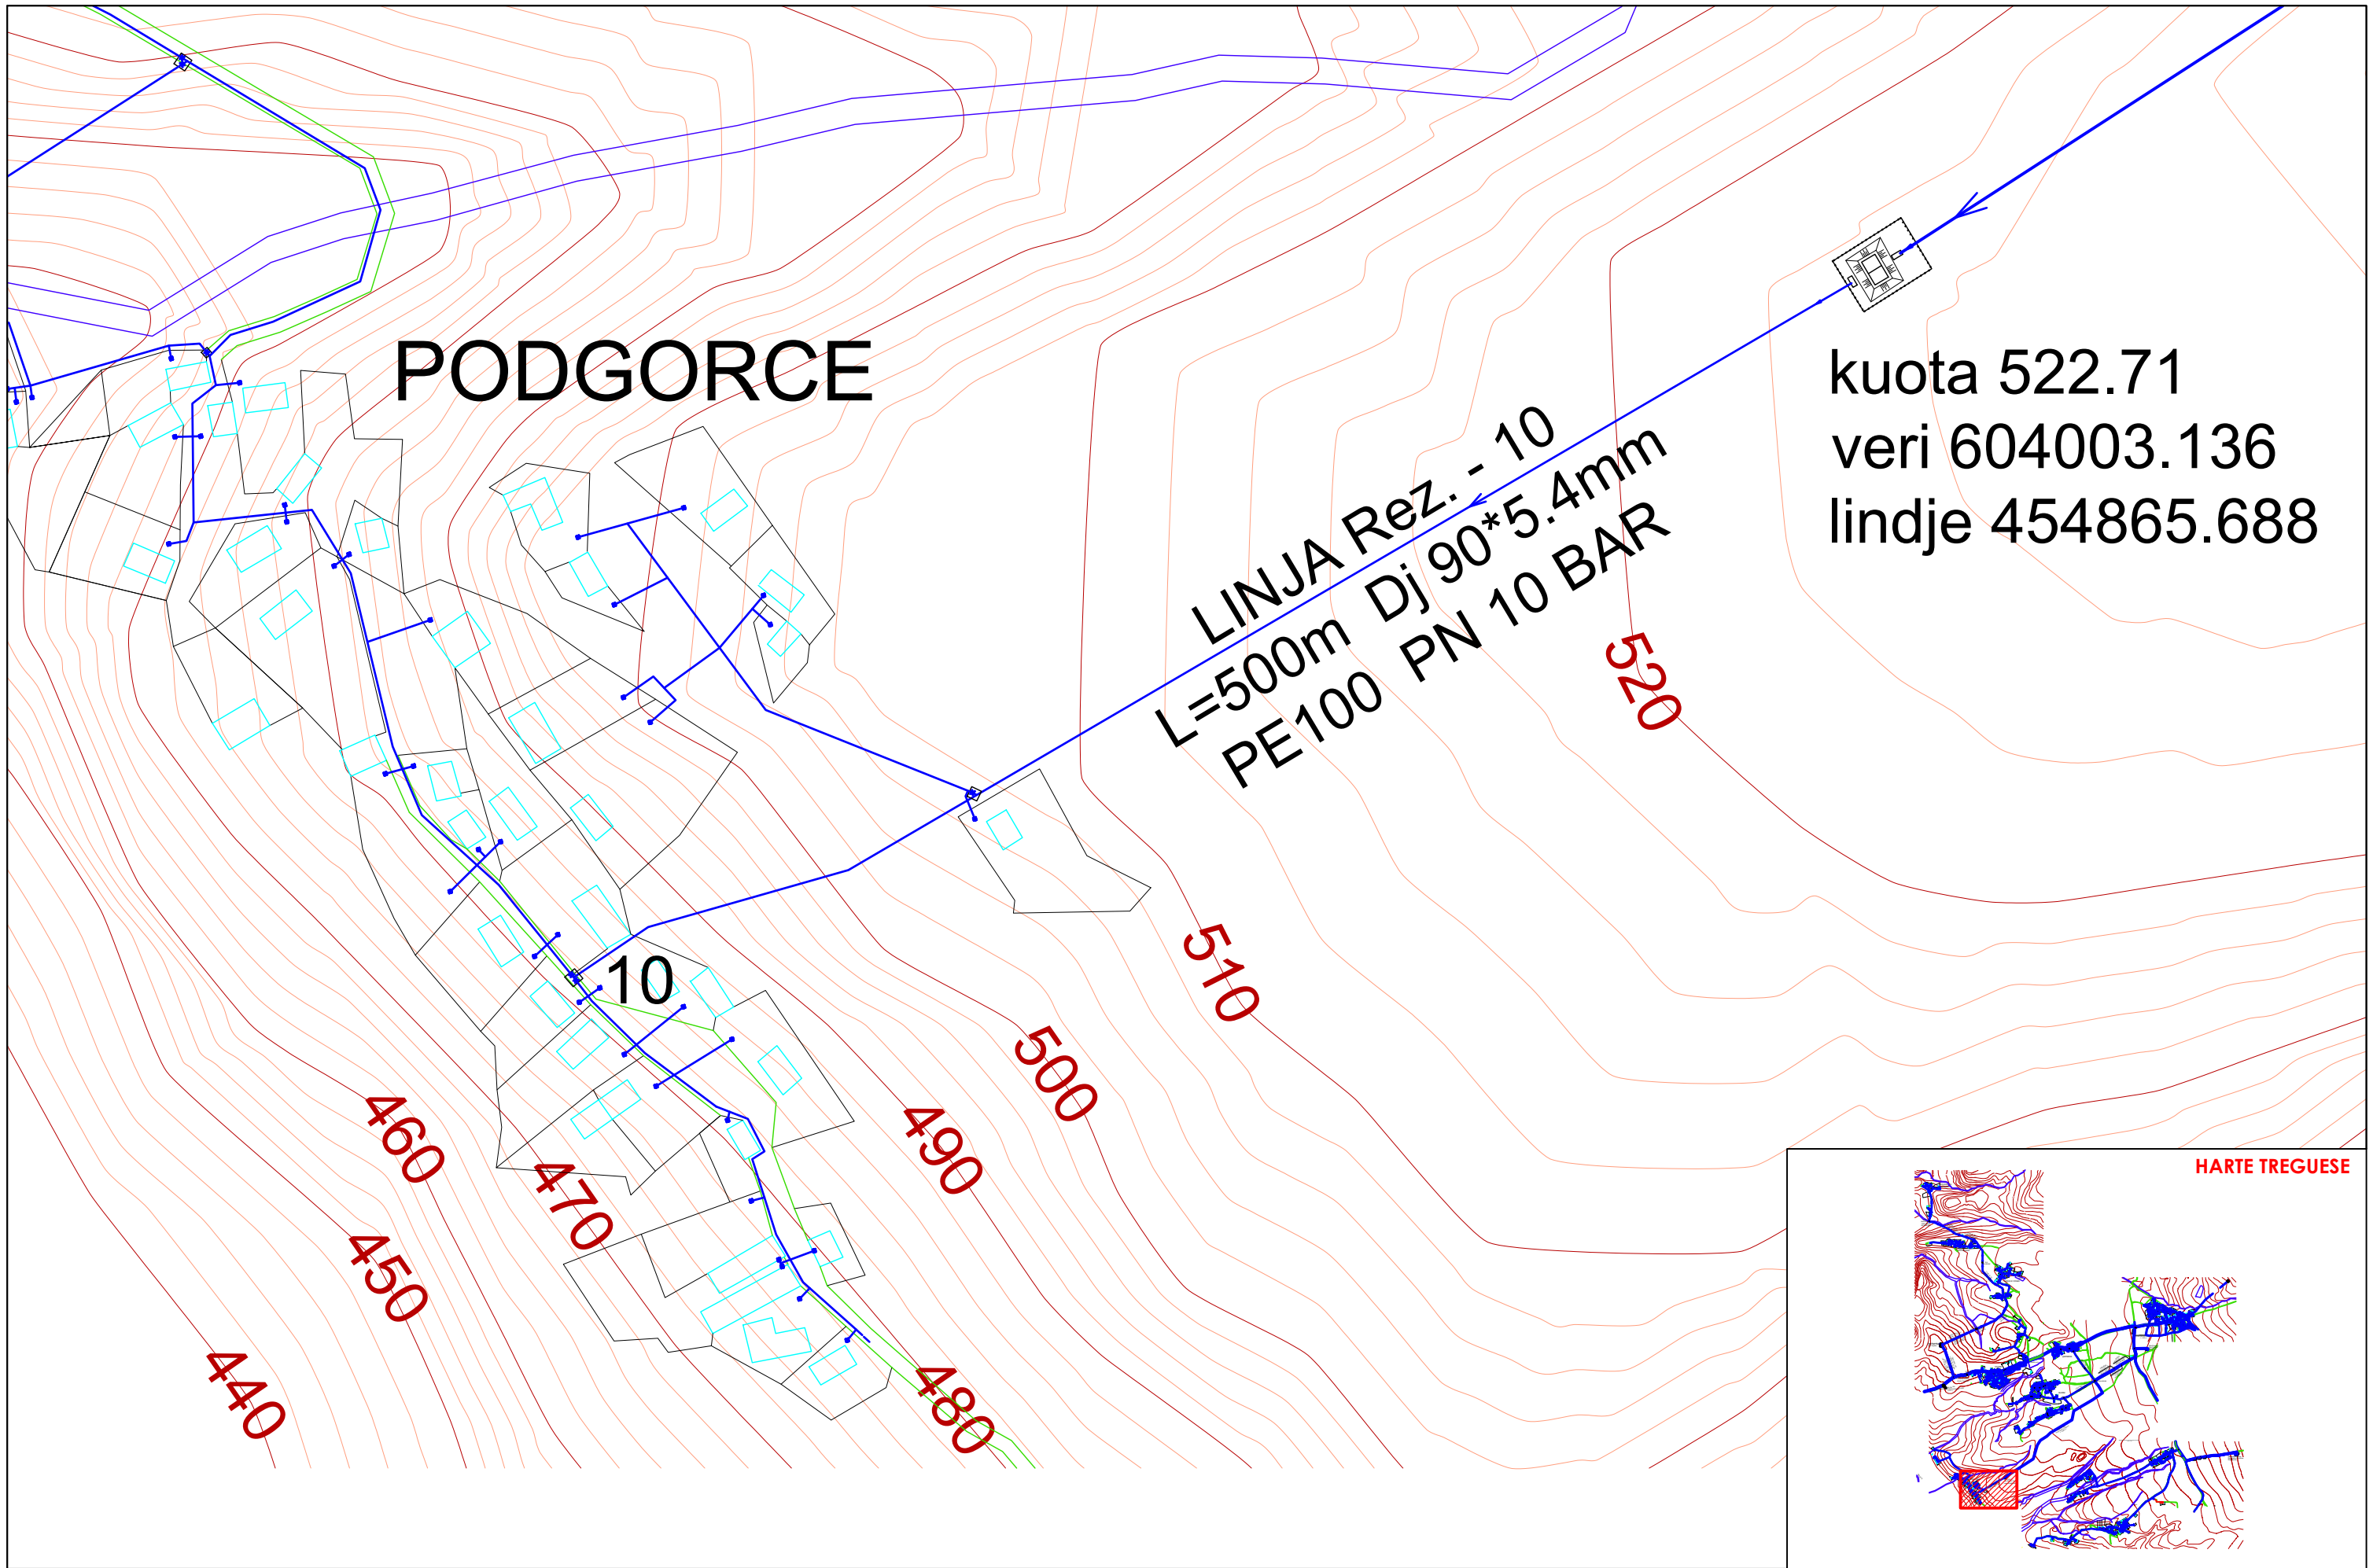 PODGORCE
kuota 522.71
veri 604003.136
lindje 454865.688
LINJA Rez. - 10
L=500m Dj 90*5.4mm
PE100 PN 10 BAR
520
510
10
500
490
460
470
450
440
480
HARTE TREGUESE